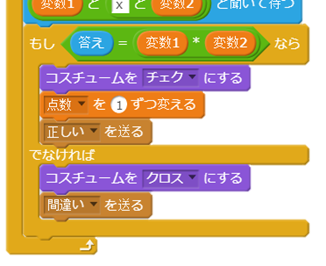 変数1 と x と 変数2 と聞いて待つ
もし 答え = 変数1 * 変数2 なら
コスチュームを チェク にする
点数 を 1 ずつ変える
正しい を送る
でなければ
コスチュームを クロス にする
間違い を送る